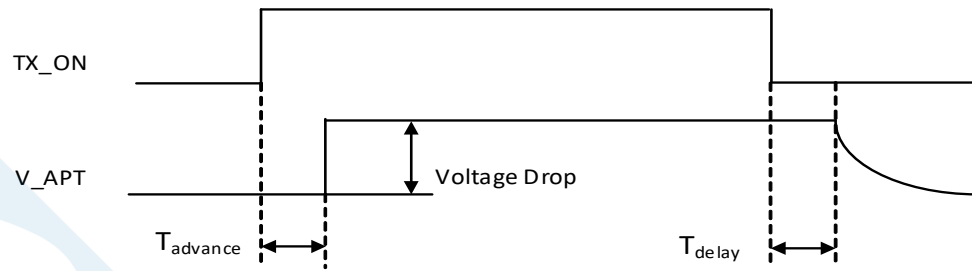 TX_ON
V_APT
Voltage Drop
Tadvance
Tdelay